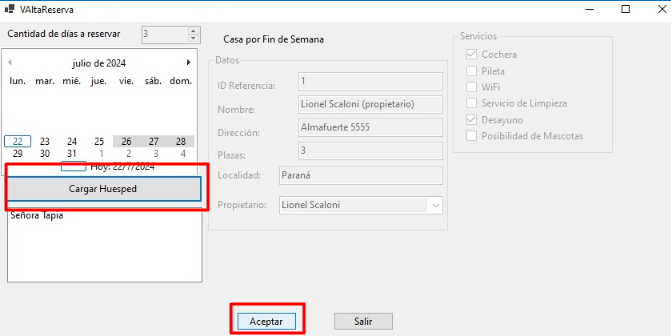 VAltaReserva
Cantidad de días a reservar 3
julio de 2024
lun. mar. mié. jue. vie. sáb. dom.
22 23 24 25 26 27 28
29 30 31 1 2 3 4
Hoy: 22/7/2024
Cargar Huesped
Señora Tapia
Casa por Fin de Semana
Datos
ID Referencia: 1
Nombre: Lionel Scaloni (propietario)
Dirección: Almafuerte 5555
Plazas: 3
Localidad: Paraná
Propietario: Lionel Scaloni
Servicios
Cochera
Pileta
WiFi
Servicio de Limpieza
Desayuno
Posibilidad de Mascotas
Aceptar
Salir